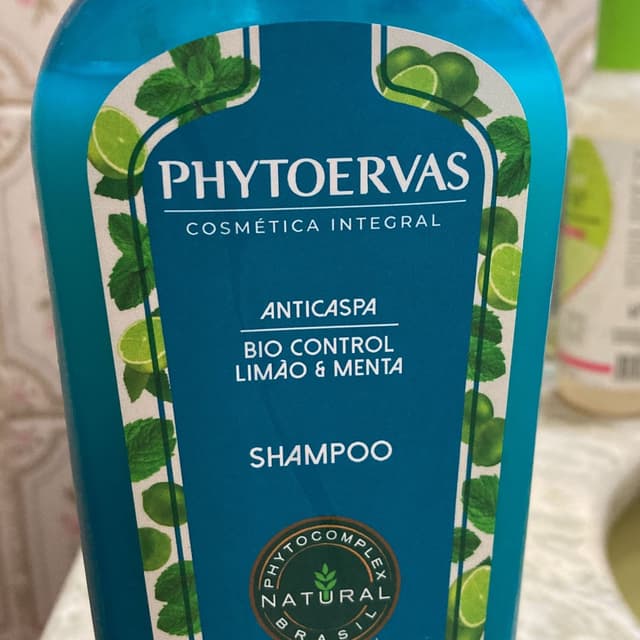 PHYTOERVAS
COSMÉTICA INTEGRAL
ANTICASPA
BIO CONTROL
LIMÃO & MENTA
SHAMPOO
PHYTOCOMPLEX
NATURAL
BRASIL